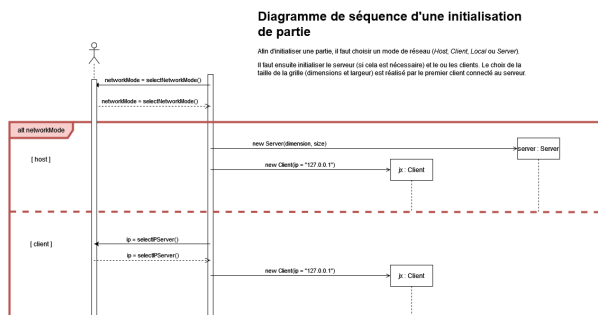 Diagramme de séquence d'une initialisation
de partie
Afin d'initialiser une partie, il faut choisir un mode de réseau (Host, Client, Local ou Server).
Il faut ensuite initialiser le serveur (si cela est nécessaire) et le ou les clients. Le choix de la
taille de la grille (dimensions et largeur) est réalisé par le premier client connecté au serveur.
networkMode = selectNetworkMode()
networkMode = selectNetworkMode()
alt networkMode
new Server(dimension, size)
server : Server
[ host ]
new Client(ip = "127.0.0.1")
jx : Client
[ client ]
ip = selectIPServer()
ip = selectIPServer()
new Client(ip = "127.0.0.1")
jx : Client